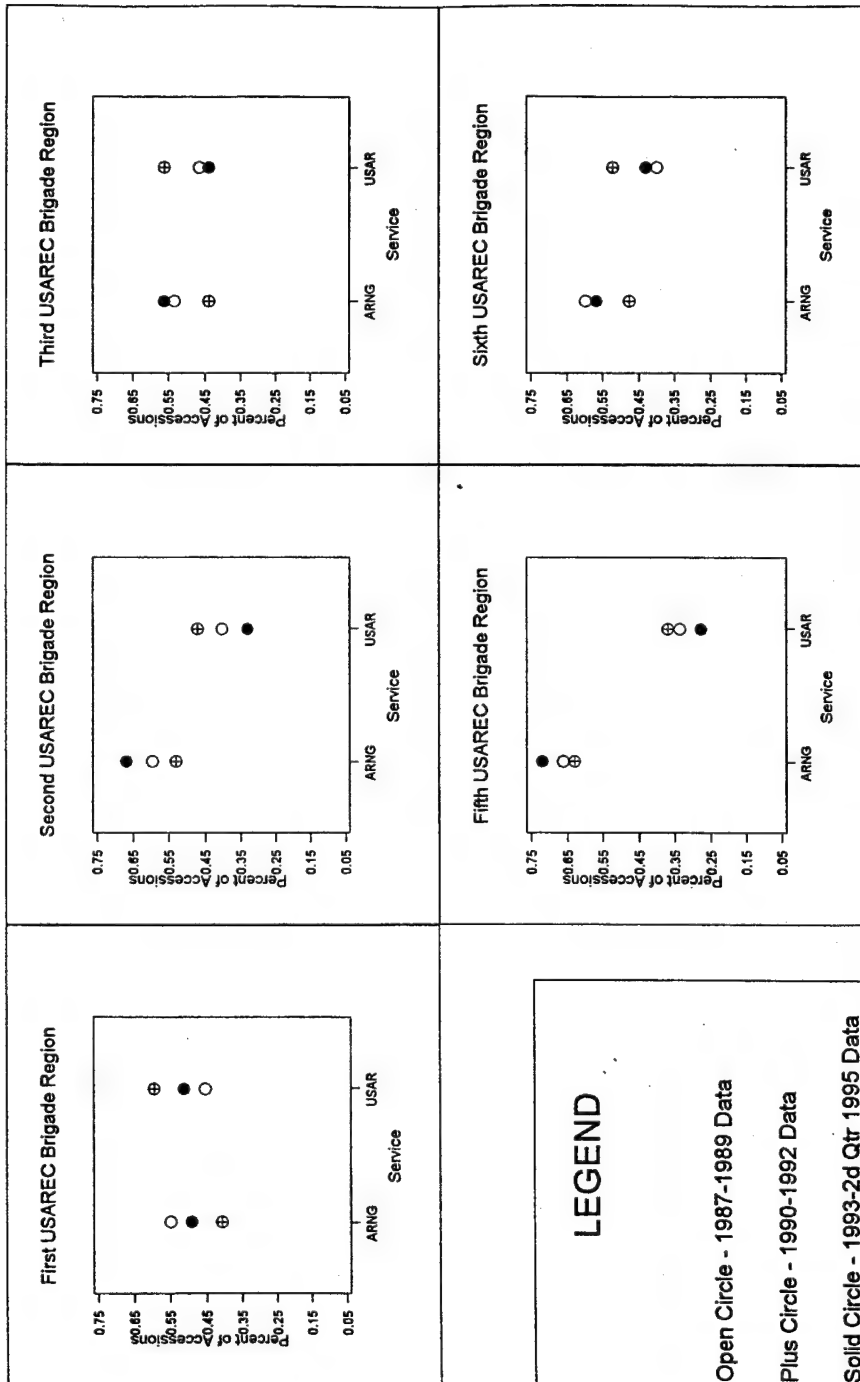 First USAREC Brigade Region
0.75
0.65
0.55
0.45
0.35
0.25
0.15
0.05
Percent of Accessions
ARNG
USAR
Service
Second USAREC Brigade Region
0.75
0.65
0.55
0.45
0.35
0.25
0.15
0.05
Percent of Accessions
ARNG
USAR
Service
Third USAREC Brigade Region
0.75
0.65
0.55
0.45
0.35
0.25
0.15
0.05
Percent of Accessions
ARNG
USAR
Service
LEGEND
Open Circle - 1987-1989 Data
Plus Circle - 1990-1992 Data
Solid Circle - 1993-2d Qtr 1995 Data
Fifth USAREC Brigade Region
0.75
0.65
0.55
0.45
0.35
0.25
0.15
0.05
Percent of Accessions
ARNG
USAR
Service
Sixth USAREC Brigade Region
0.75
0.65
0.55
0.45
0.35
0.25
0.15
0.05
Percent of Accessions
ARNG
USAR
Service